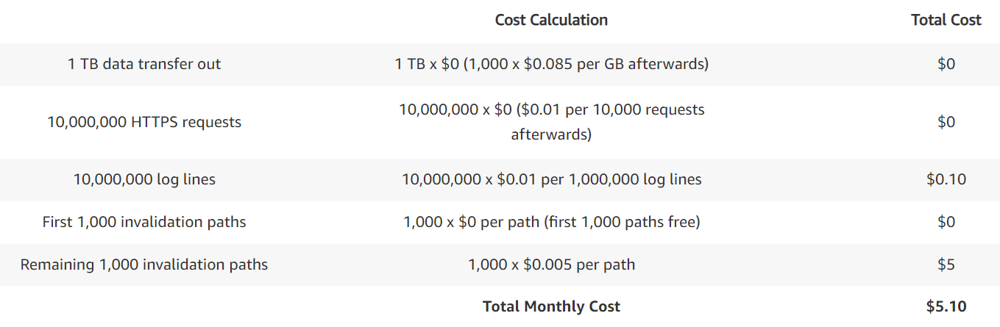 Cost Calculation Total Cost
1 TB data transfer out 1 TB x $0 (1,000 x $0.085 per GB afterwards) $0
10,000,000 HTTPS requests 10,000,000 x $0 ($0.01 per 10,000 requests
afterwards) $0
10,000,000 log lines 10,000,000 x $0.01 per 1,000,000 log lines $0.10
First 1,000 invalidation paths 1,000 x $0 per path (first 1,000 paths free) $0
Remaining 1,000 invalidation paths 1,000 x $0.005 per path $5
Total Monthly Cost $5.10